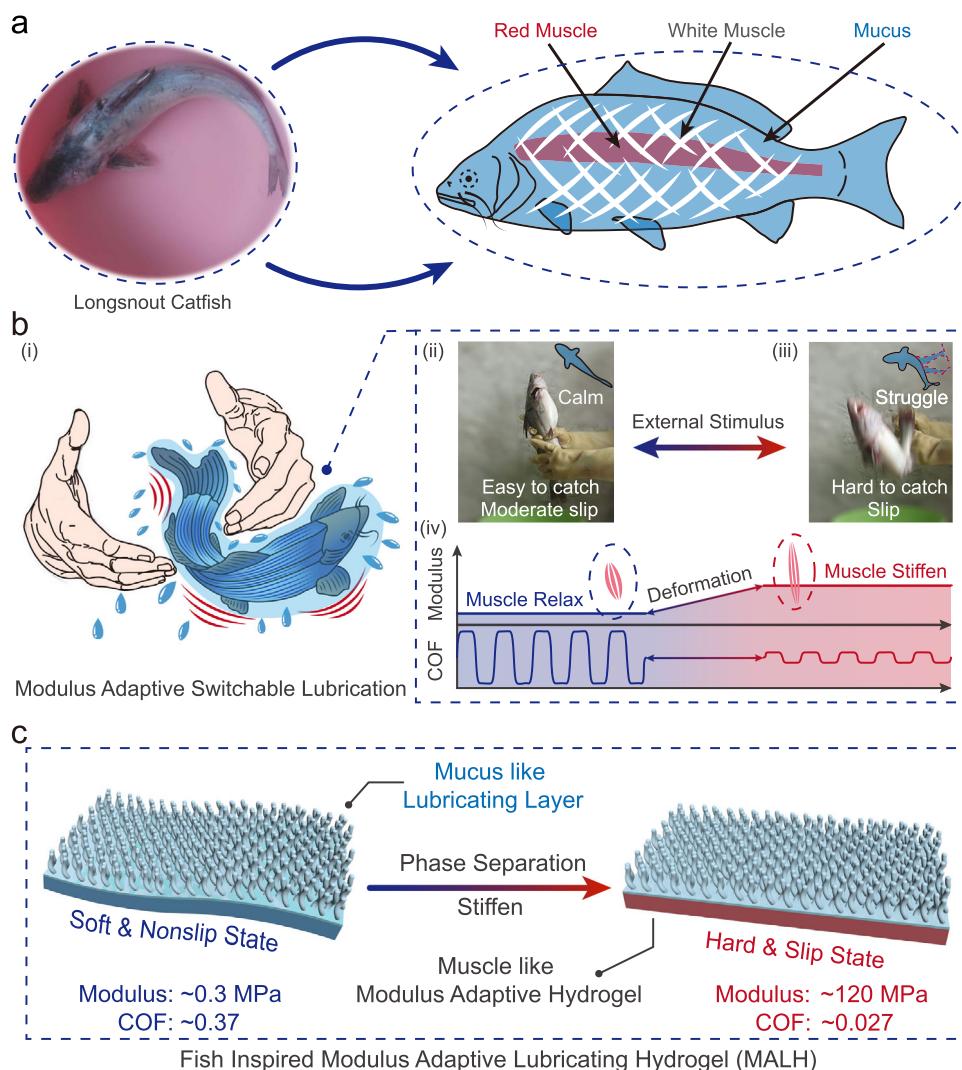 a
Red Muscle
White Muscle
Mucus
Longsnout Catfish
b
(i)
Modulus Adaptive Switchable Lubrication
(ii)
Calm
Easy to catch
Moderate slip
External Stimulus
(iii)
Struggle
Hard to catch
Slip
(iv)
Modulus
COF
Muscle Relax
Deformation
Muscle Stiffen
c
Mucus like
Lubricating Layer
Phase Separation
Stiffen
Soft & Nonslip State
Hard & Slip State
Muscle like
Modulus Adaptive Hydrogel
Modulus: ~0.3 MPa
COF: ~0.37
Modulus: ~120 MPa
COF: ~0.027
Fish Inspired Modulus Adaptive Lubricating Hydrogel (MALH)